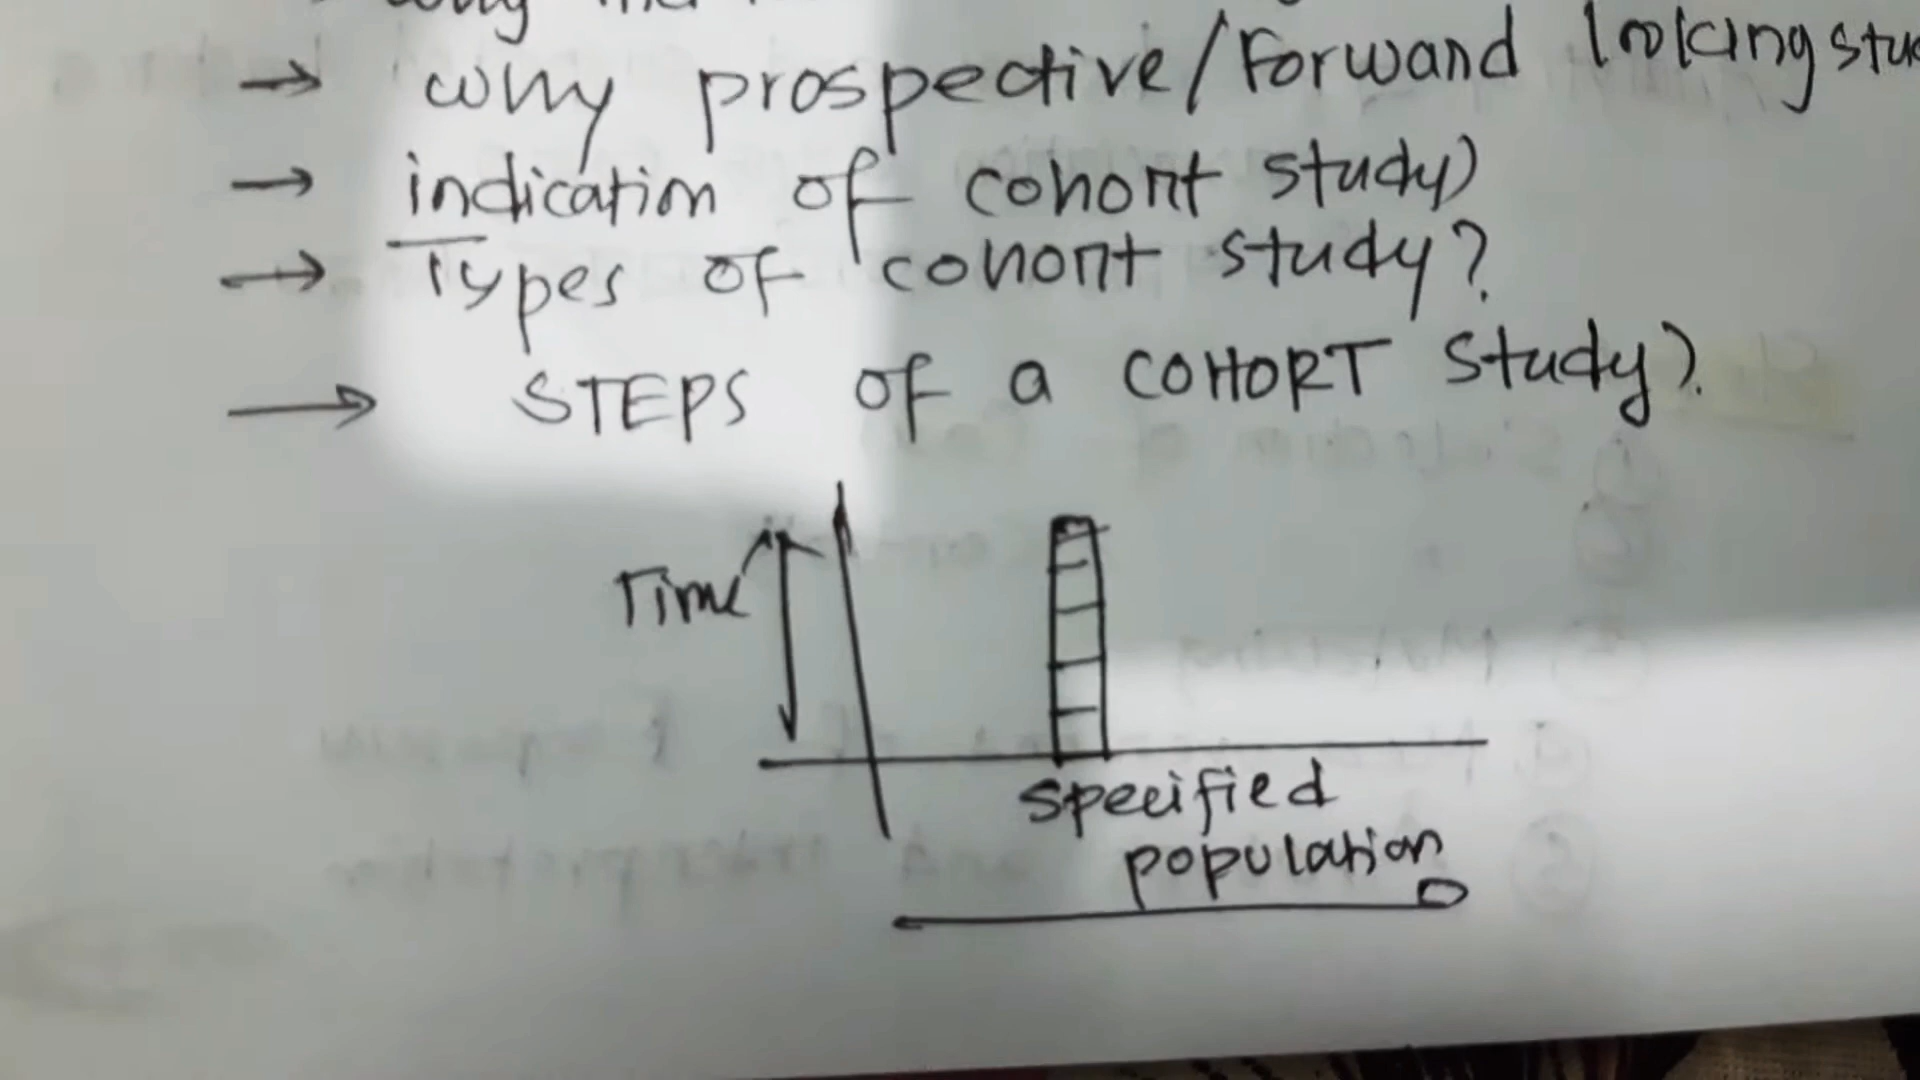 → why prospective/Forward looking
→ indication of cohort study?
→ Types of cohort study?
→ STEPS of a COHORT study?
Time
specified
population